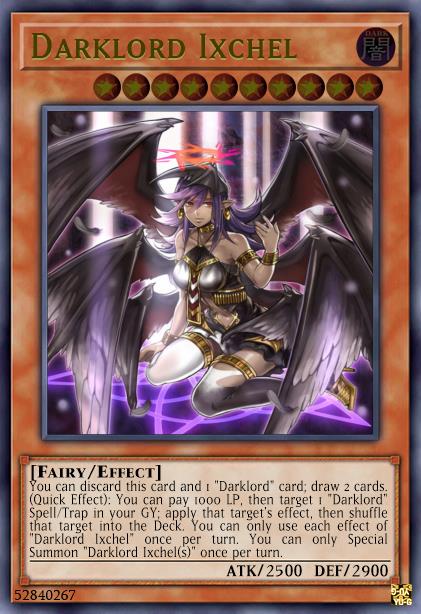 Darklord Ixchel
DARK
闇
[Fairy/Effect]
You can discard this card and 1 "Darklord" card; draw 2 cards.
(Quick Effect): You can pay 1000 LP, then target 1 "Darklord"
Spell/Trap in your GY; apply that target's effect, then shuffle
that target into the Deck. You can only use each effect of
"Darklord Ixchel" once per turn. You can only Special
Summon "Darklord Ixchel(s)" once per turn.
ATK/2500 DEF/2900
52840267